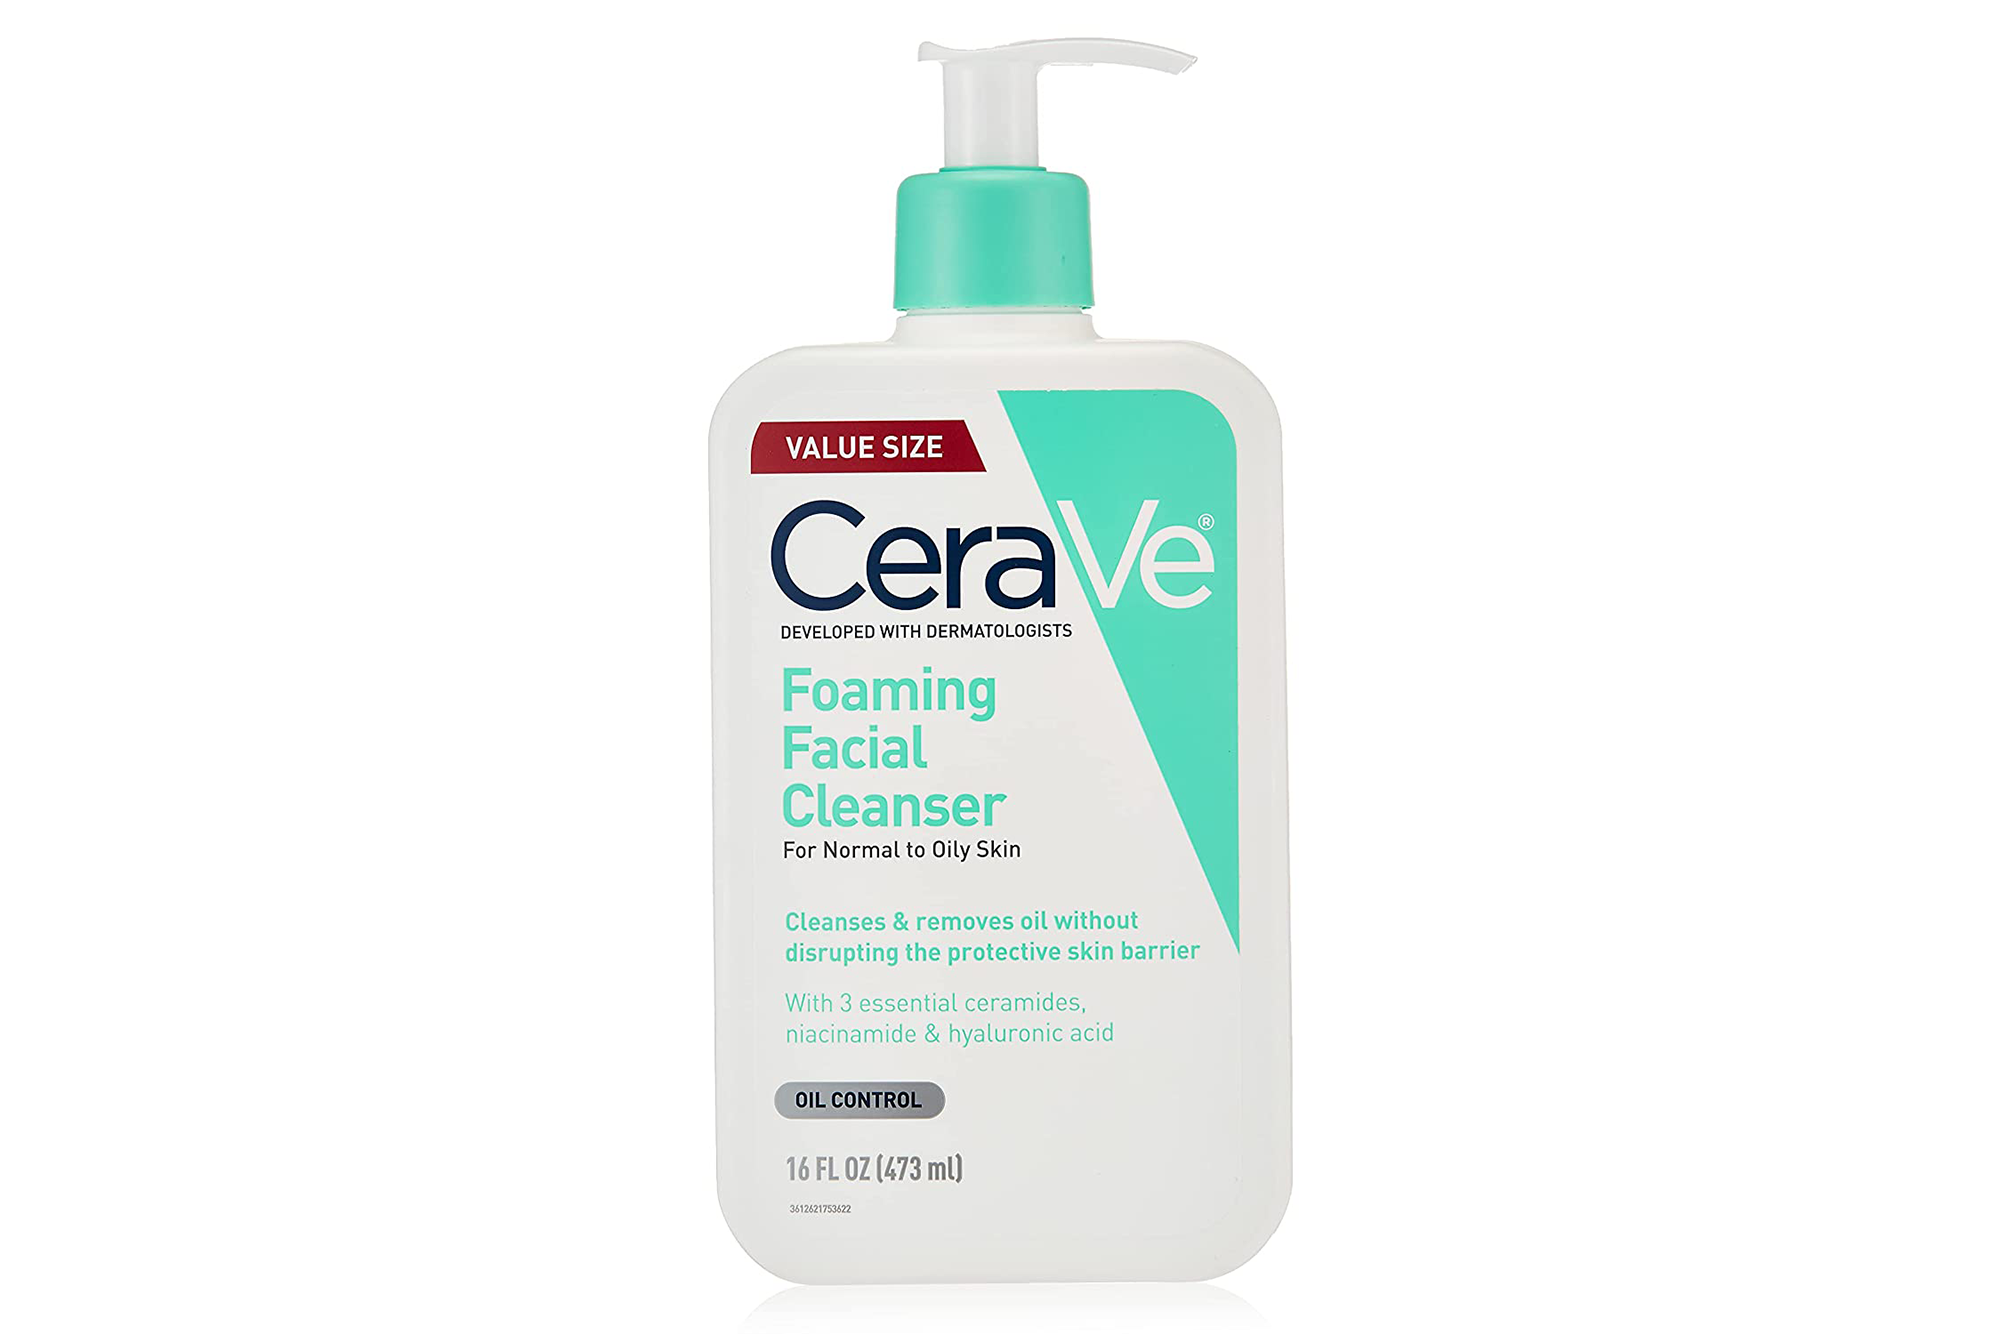 VALUE SIZE
CeraVe®
DEVELOPED WITH DERMATOLOGISTS
Foaming
Facial
Cleanser
For Normal to Oily Skin
Cleanses & removes oil without
disrupting the protective skin barrier
With 3 essential ceramides,
niacinamide & hyaluronic acid
OIL CONTROL
16 FL OZ (473 ml)
3612621753622